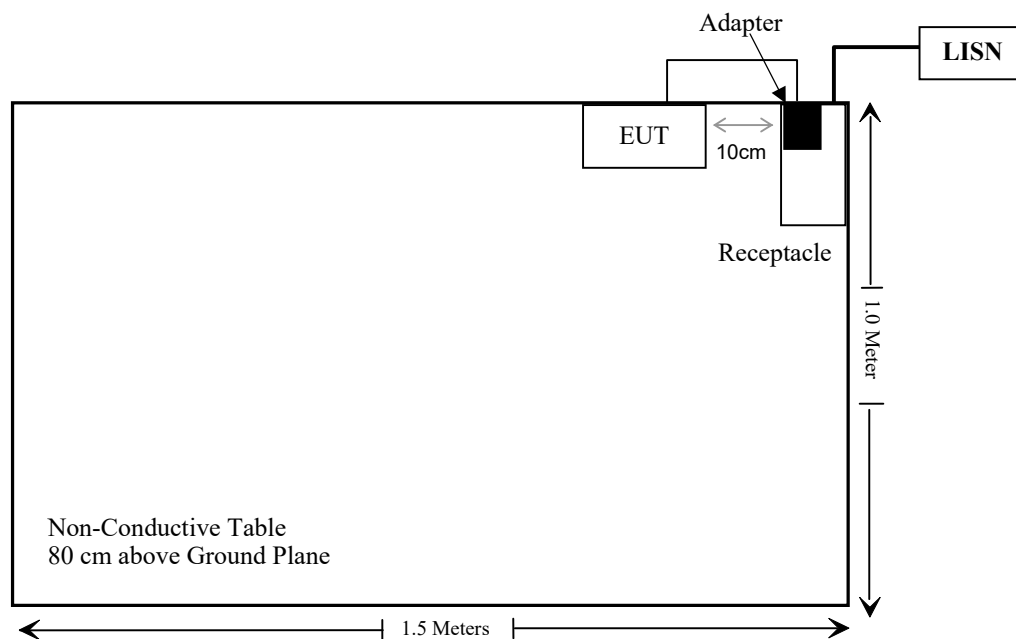 Adapter
LISN
EUT
10cm
Receptacle
1.0 Meter
Non-Conductive Table
80 cm above Ground Plane
1.5 Meters